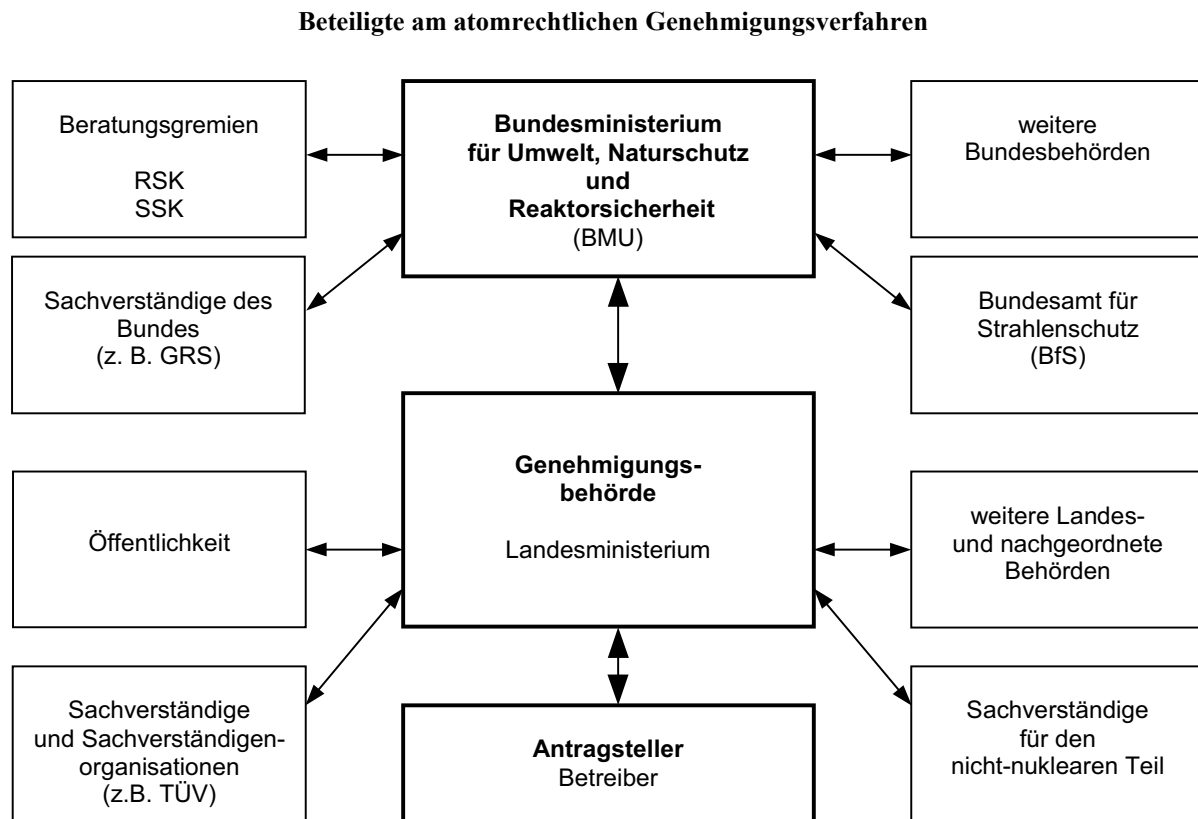 Beteiligte am atomrechtlichen Genehmigungsverfahren
Beratungsgremien
RSK
SSK
Bundesministerium
für Umwelt, Naturschutz
und
Reaktorsicherheit
(BMU)
weitere
Bundesbehörden
Sachverständige des
Bundes
(z. B. GRS)
Bundesamt für
Strahlenschutz
(BfS)
Genehmigungs-
behörde
Landesministerium
Öffentlichkeit
weitere Landes-
und nachgeordnete
Behörden
Sachverständige
und Sachverständigen-
organisationen
(z.B. TÜV)
Antragsteller
Betreiber
Sachverständige
für den
nicht-nuklearen Teil